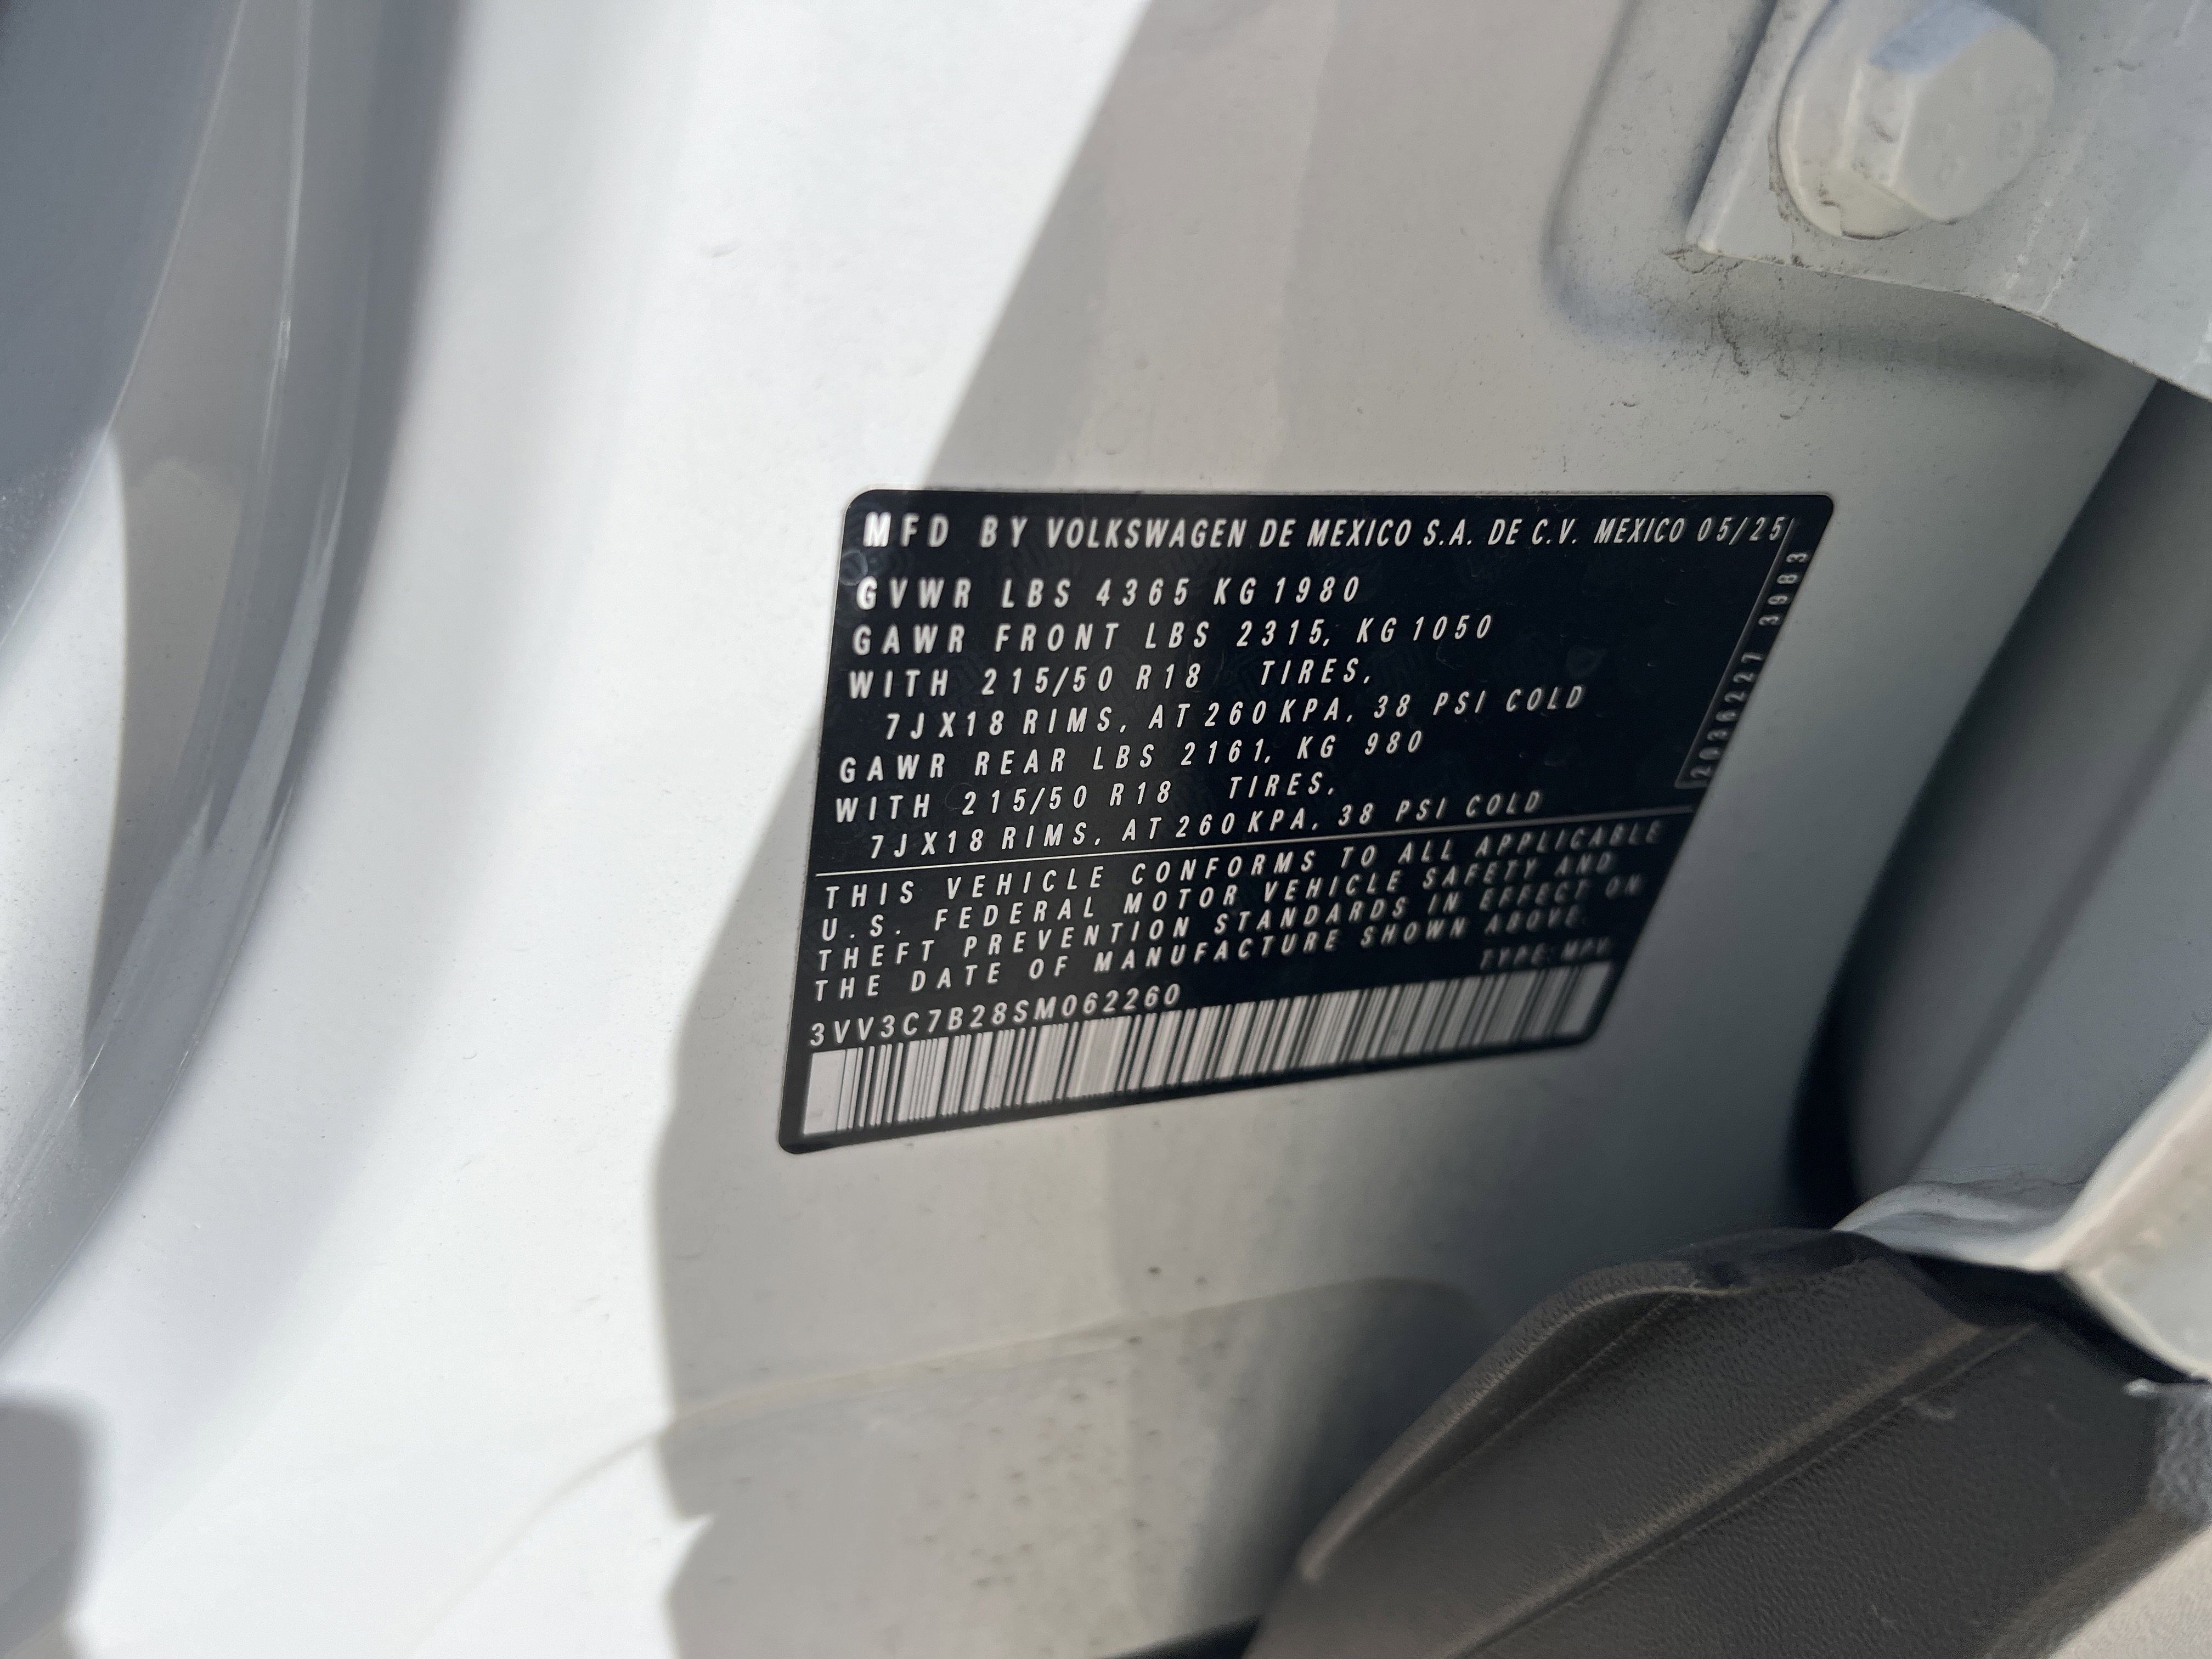 MFD BY VOLKSWAGEN DE MEXICO S.A. DE C.V. MEXICO 05/25
GVWR LBS 4365 KG 1980
GAWR FRONT LBS 2315, KG 1050
WITH 215/50 R18 TIRES,
7JX18 RIMS, AT 260 KPA, 38 PSI COLD
GAWR REAR LBS 2161, KG 980
WITH 215/50 R18 TIRES,
7JX18 RIMS, AT 260 KPA, 38 PSI COLD
2036227 3983
THIS VEHICLE CONFORMS TO ALL APPLICABLE
U.S. FEDERAL MOTOR VEHICLE SAFETY AND
THEFT PREVENTION STANDARDS IN EFFECT ON
THE DATE OF MANUFACTURE SHOWN ABOVE.
TYPE: MPV
3VV3C7B28SM062260